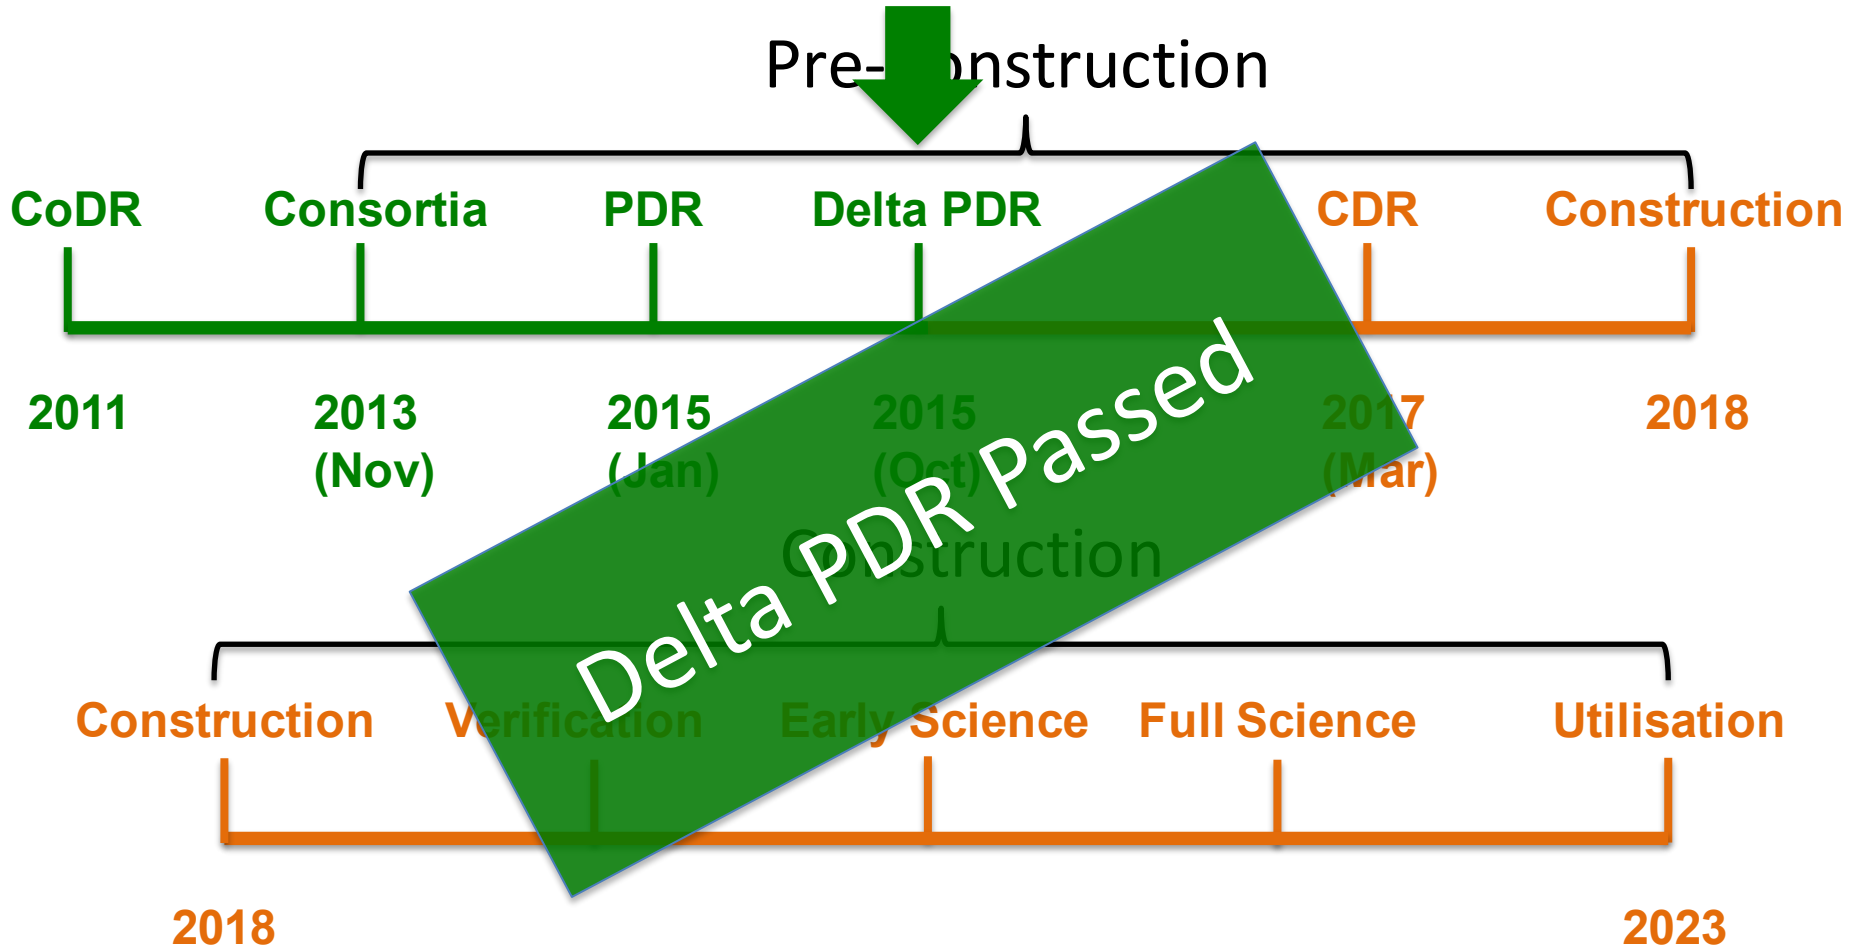 Pre-Construction
CoDR Consortia PDR Delta PDR CDR Construction
2011 2013 2015 2015 2017 2018
(Nov) (Jan) (Oct) (Mar)
Delta PDR Passed
Construction
Construction Verification Early Science Full Science Utilisation
2018 2023